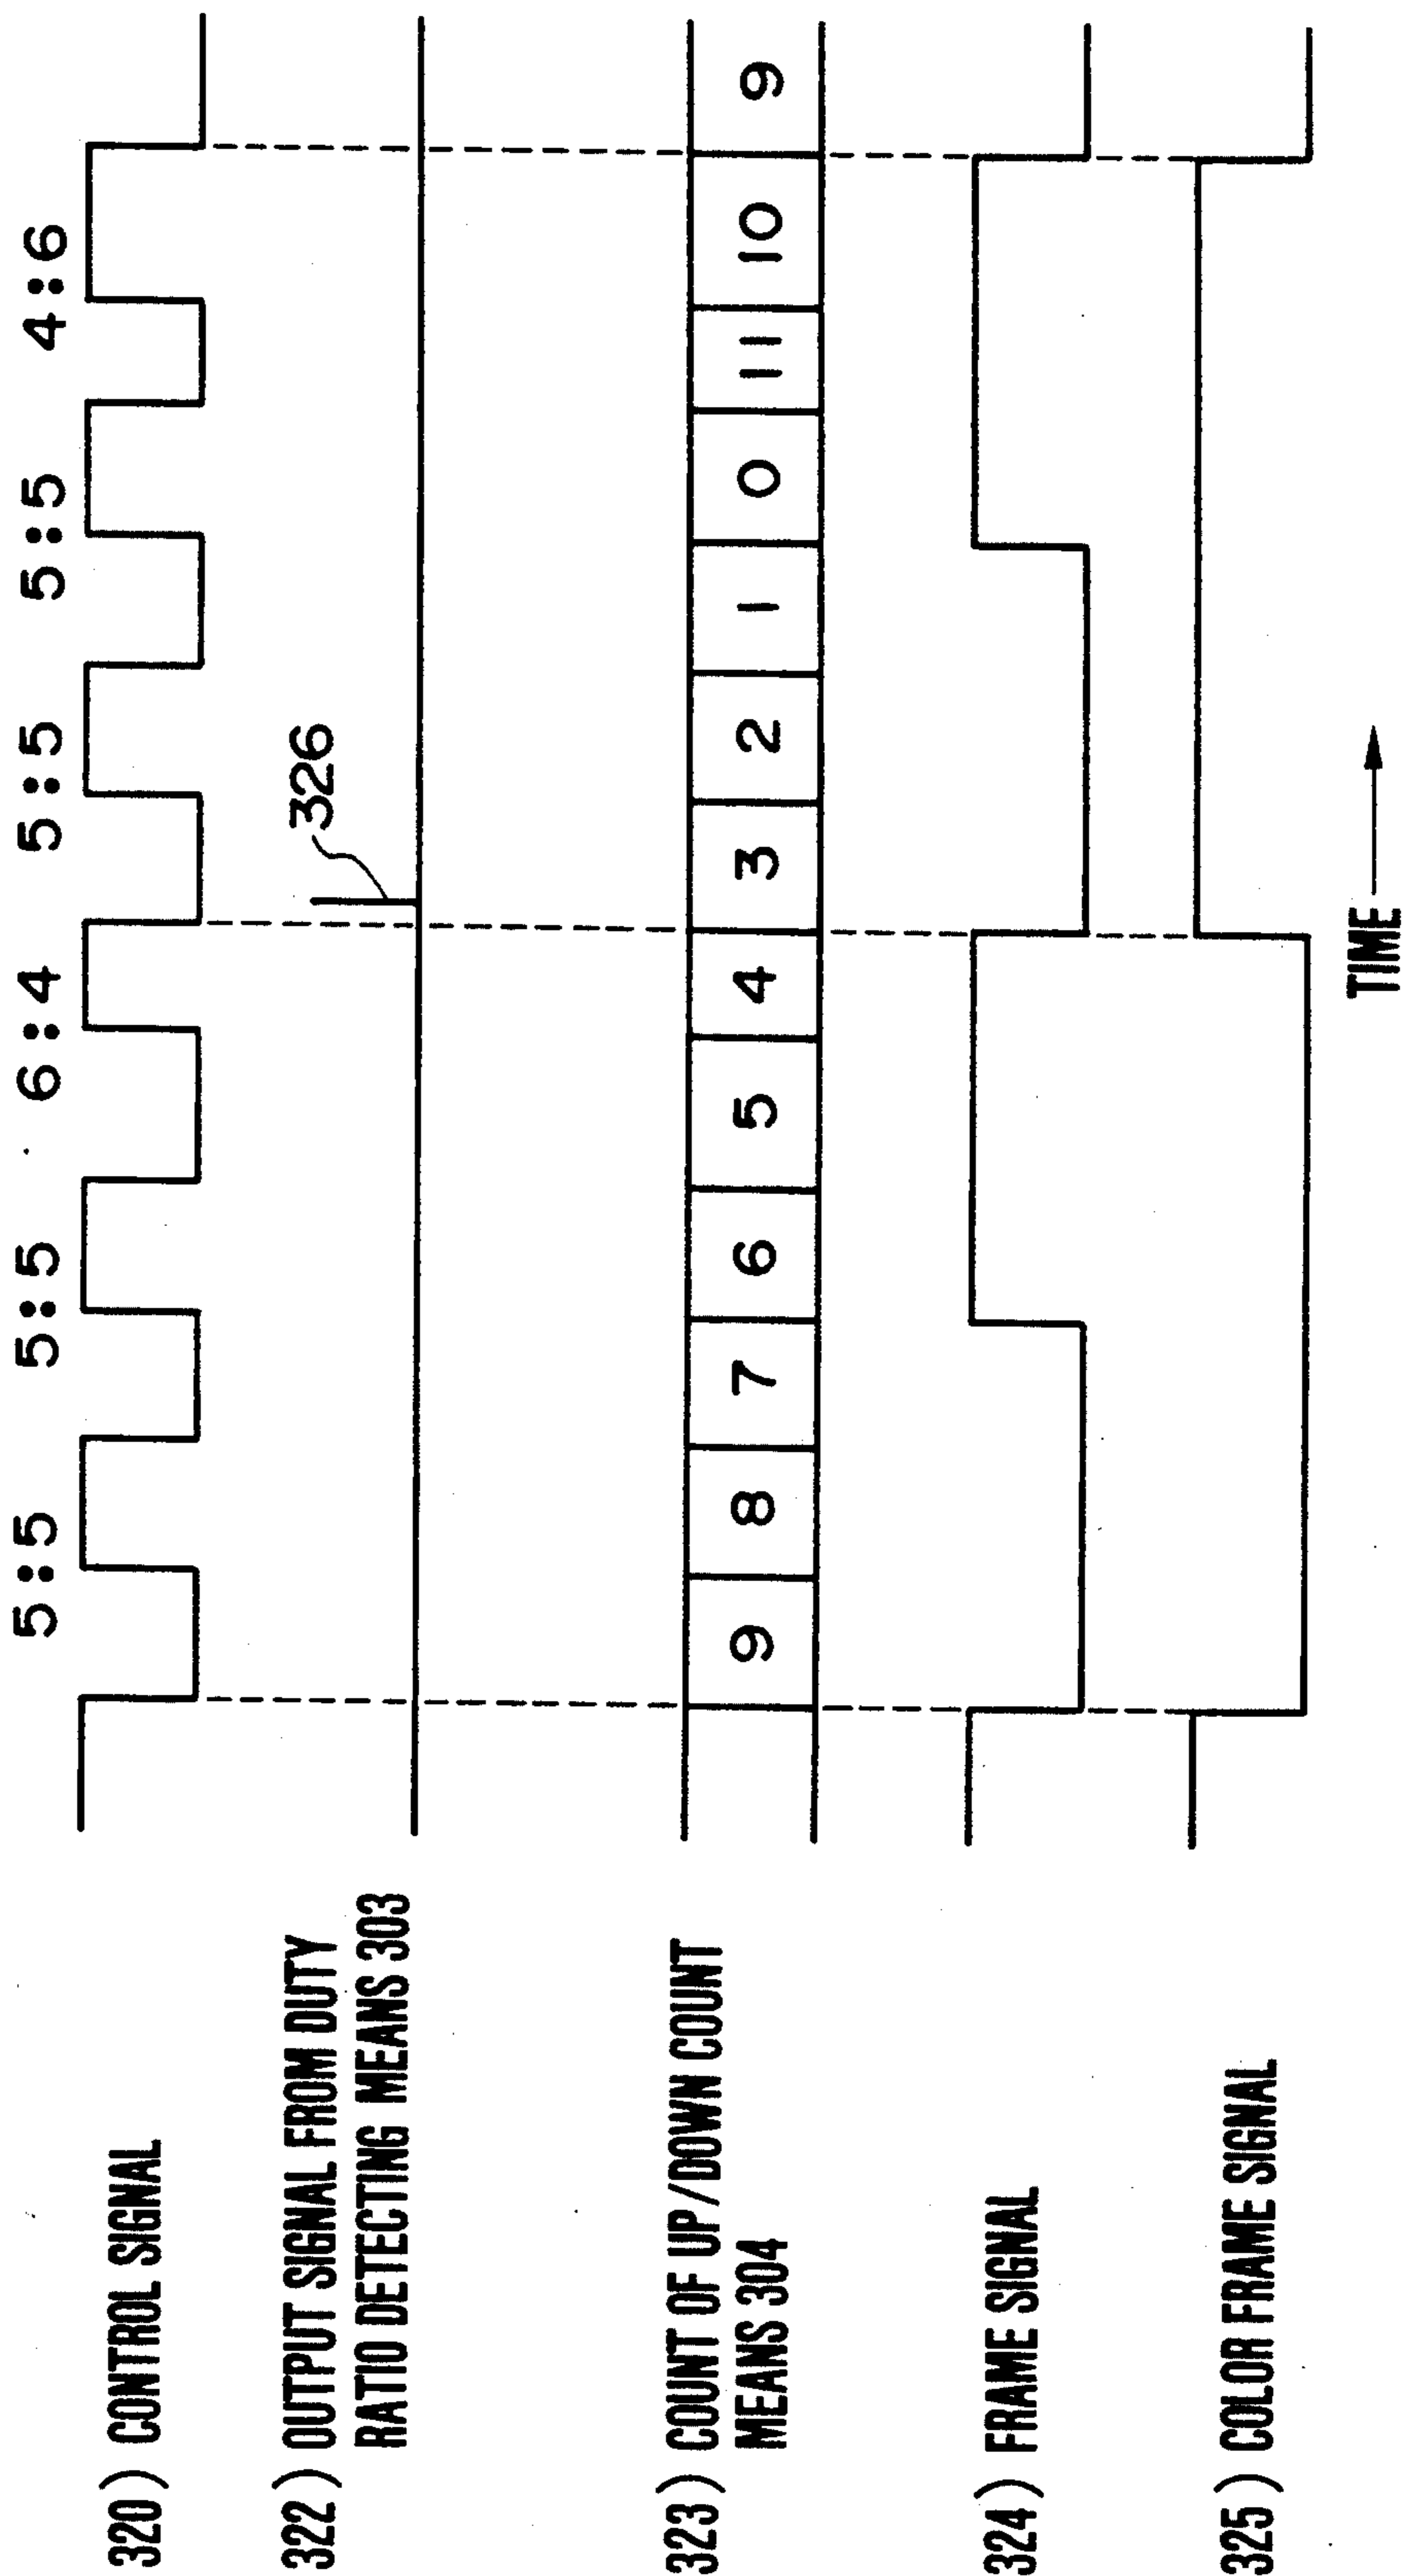 5:5 5:5 6:4 5:5 5:5 4:6
320) CONTROL SIGNAL
326
322) OUTPUT SIGNAL FROM DUTY
RATIO DETECTING MEANS 303
323) COUNT OF UP/DOWN COUNT
MEANS 304
9 8 7 6 5 4 3 2 1 0 11 10 9
324) FRAME SIGNAL
325) COLOR FRAME SIGNAL
TIME